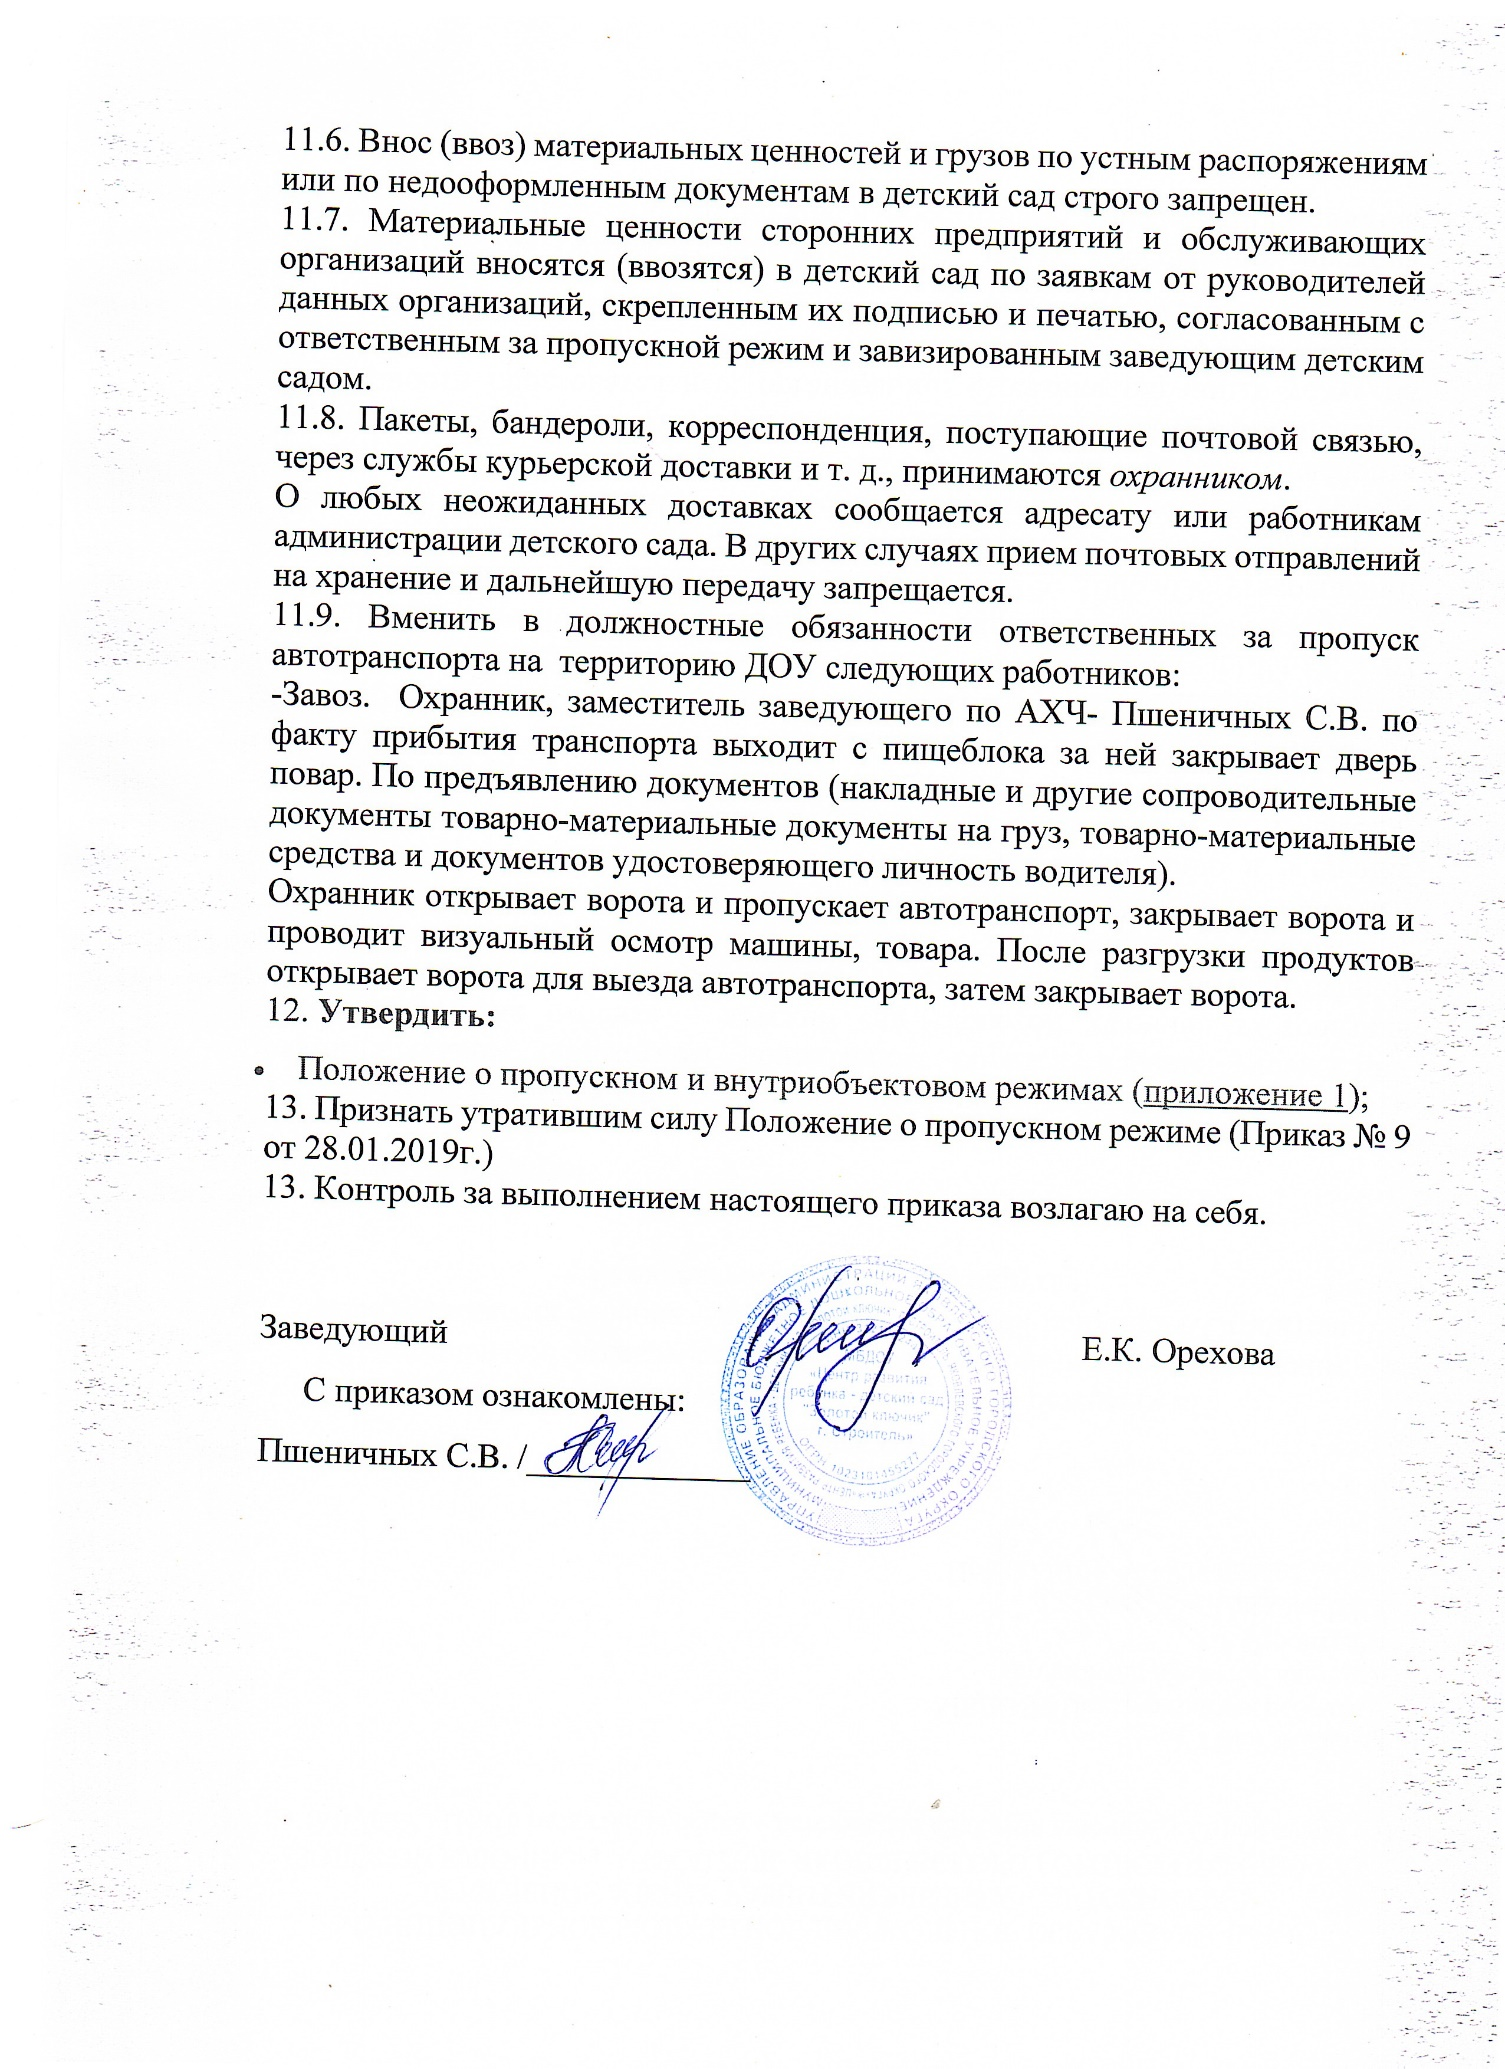 11.6. Внос (ввоз) материальных ценностей и грузов по устным распоряжениям
или по недооформленным документам в детский сад строго запрещен.
11.7. Материальные ценности сторонних предприятий и обслуживающих
организаций вносятся (ввозятся) в детский сад по заявкам от руководителей
данных организаций, скрепленным их подписью и печатью, согласованным с
ответственным за пропускной режим и завизированным заведующим детским
садом.
11.8. Пакеты, бандероли, корреспонденция, поступающие почтовой связью,
через службы курьерской доставки и т. д., принимаются охранником.
О любых неожиданных доставках сообщается адресату или работникам
администрации детского сада. В других случаях прием почтовых отправлений
на хранение и дальнейшую передачу запрещается.
11.9. Вменить в должностные обязанности ответственных за пропуск
автотранспорта на территорию ДОУ следующих работников:
-Завоз. Охранник, заместитель заведующего по АХЧ- Пшеничных С.В. по
факту прибытия транспорта выходит с пищеблока за ней закрывает дверь
повар. По предъявлению документов (накладные и другие сопроводительные
документы товарно-материальные документы на груз, товарно-материальные
средства и документов удостоверяющего личность водителя).
Охранник открывает ворота и пропускает автотранспорт, закрывает ворота и
проводит визуальный осмотр машины, товара. После разгрузки продуктов
открывает ворота для выезда автотранспорта, затем закрывает ворота.
12. Утвердить:
• Положение о пропускном и внутриобъектовом режимах (приложение 1);
13. Признать утратившим силу Положение о пропускном режиме (Приказ № 9
от 28.01.2019г.)
13. Контроль за выполнением настоящего приказа возлагаю на себя.
Заведующий Е.К. Орехова
С приказом ознакомлены:
Пшеничных С.В. /
МБДОУ
«Центр развития
ребенка - детский сад
"Золотой ключик"
г. Строитель»